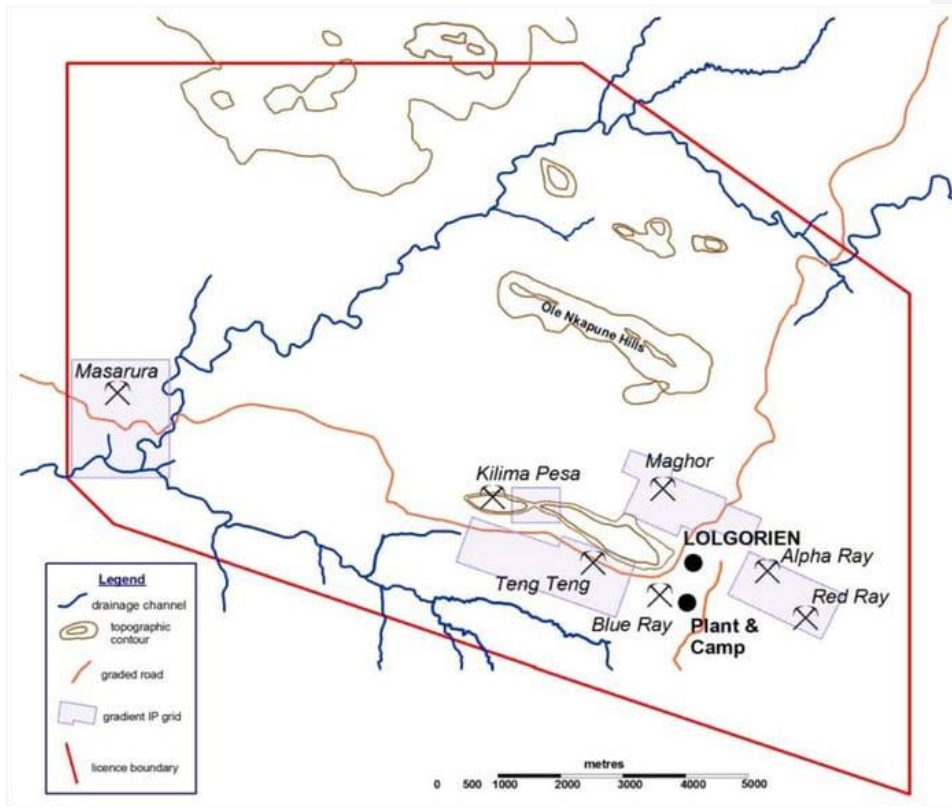 Ole Nkapune Hills
Masarura
Kilima Pesa
Maghor
LOLGORIEN
Alpha Ray
Teng Teng
Red Ray
Blue Ray
Plant &
Camp
Legend
drainage channel
topographic
contour
graded road
gradient IP grid
licence boundary
metres
0 500 1000 2000 3000 4000 5000